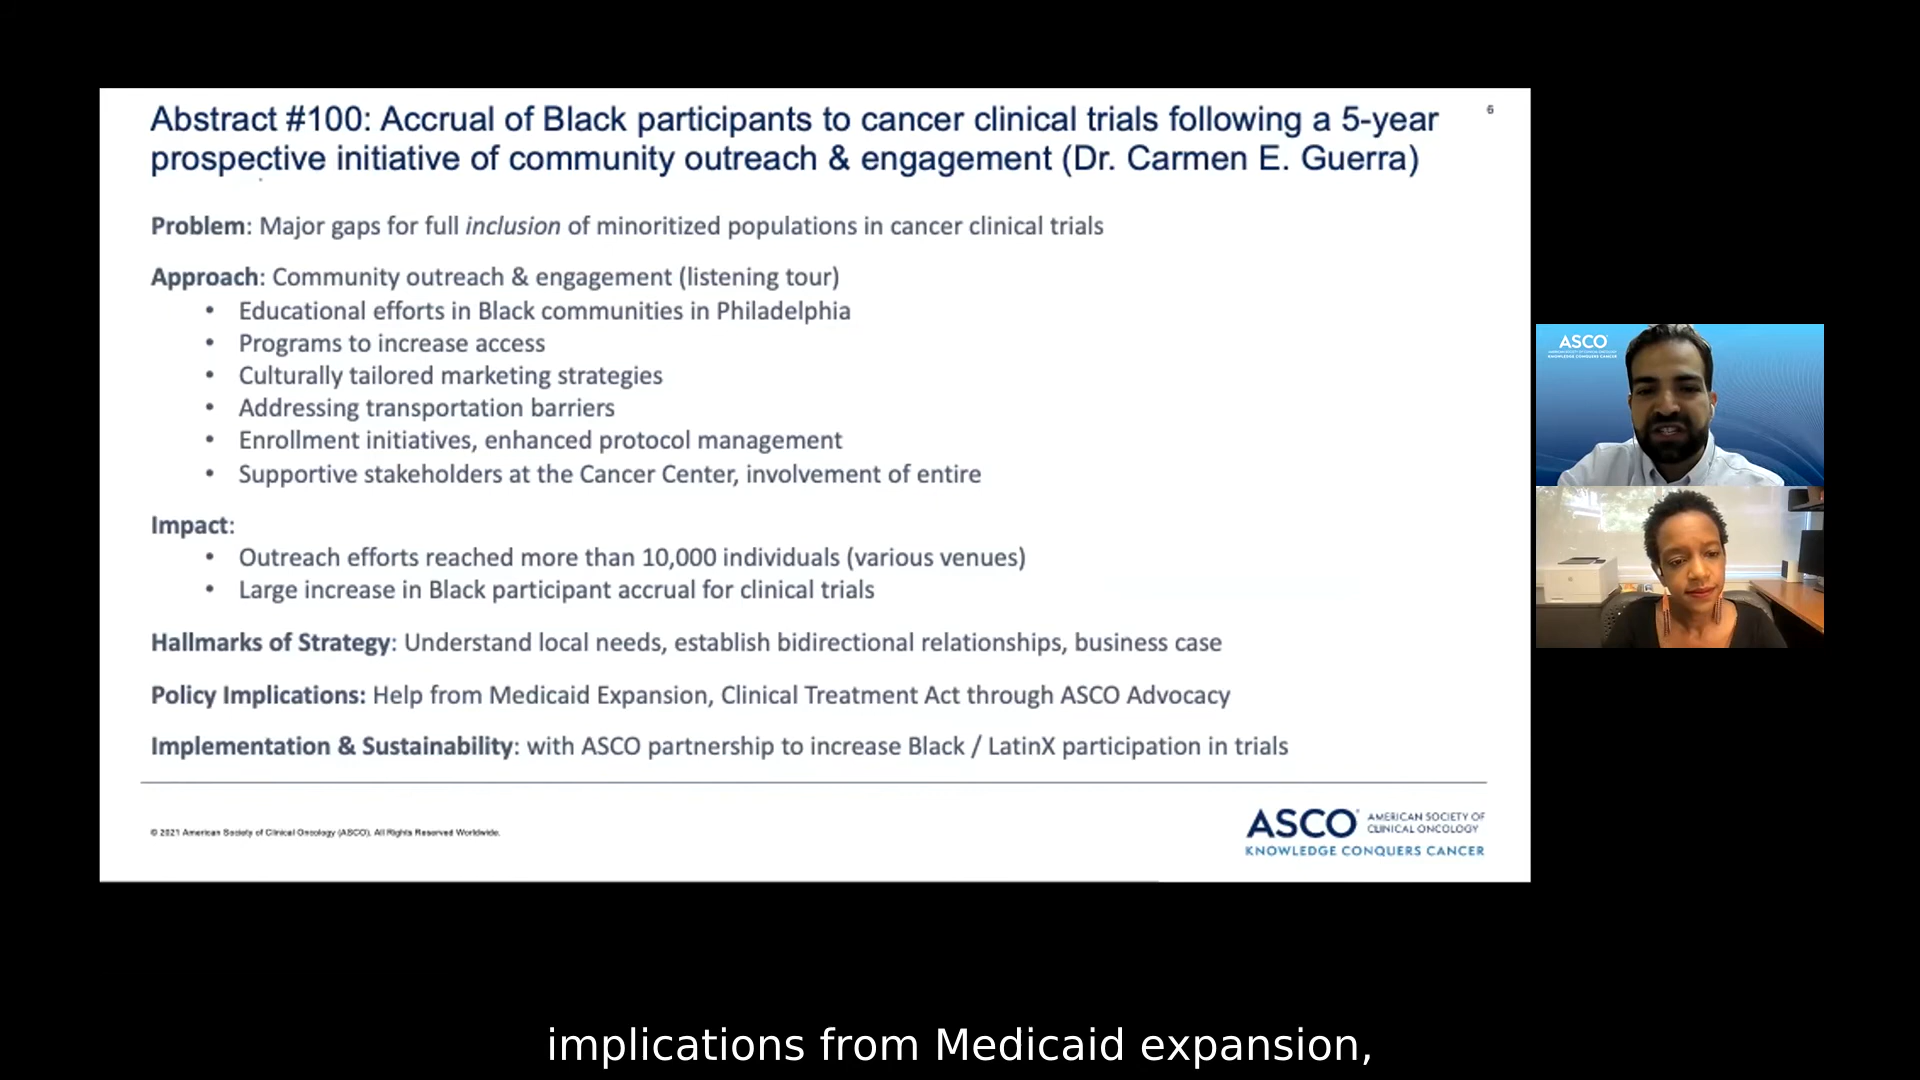 Abstract #100: Accrual of Black participants to cancer clinical trials following a 5-year
prospective initiative of community outreach & engagement (Dr. Carmen E. Guerra)
6
Problem: Major gaps for full inclusion of minoritized populations in cancer clinical trials
Approach: Community outreach & engagement (listening tour)
• Educational efforts in Black communities in Philadelphia
• Programs to increase access
• Culturally tailored marketing strategies
• Addressing transportation barriers
• Enrollment initiatives, enhanced protocol management
• Supportive stakeholders at the Cancer Center, involvement of entire
Impact:
• Outreach efforts reached more than 10,000 individuals (various venues)
• Large increase in Black participant accrual for clinical trials
Hallmarks of Strategy: Understand local needs, establish bidirectional relationships, business case
Policy Implications: Help from Medicaid Expansion, Clinical Treatment Act through ASCO Advocacy
Implementation & Sustainability: with ASCO partnership to increase Black / LatinX participation in trials
© 2021 American Society of Clinical Oncology (ASCO). All Rights Reserved Worldwide.
ASCO AMERICAN SOCIETY OF
CLINICAL ONCOLOGY
KNOWLEDGE CONQUERS CANCER
ASCO
KNOWLEDGE CONQUERS CANCER
implications from Medicaid expansion,